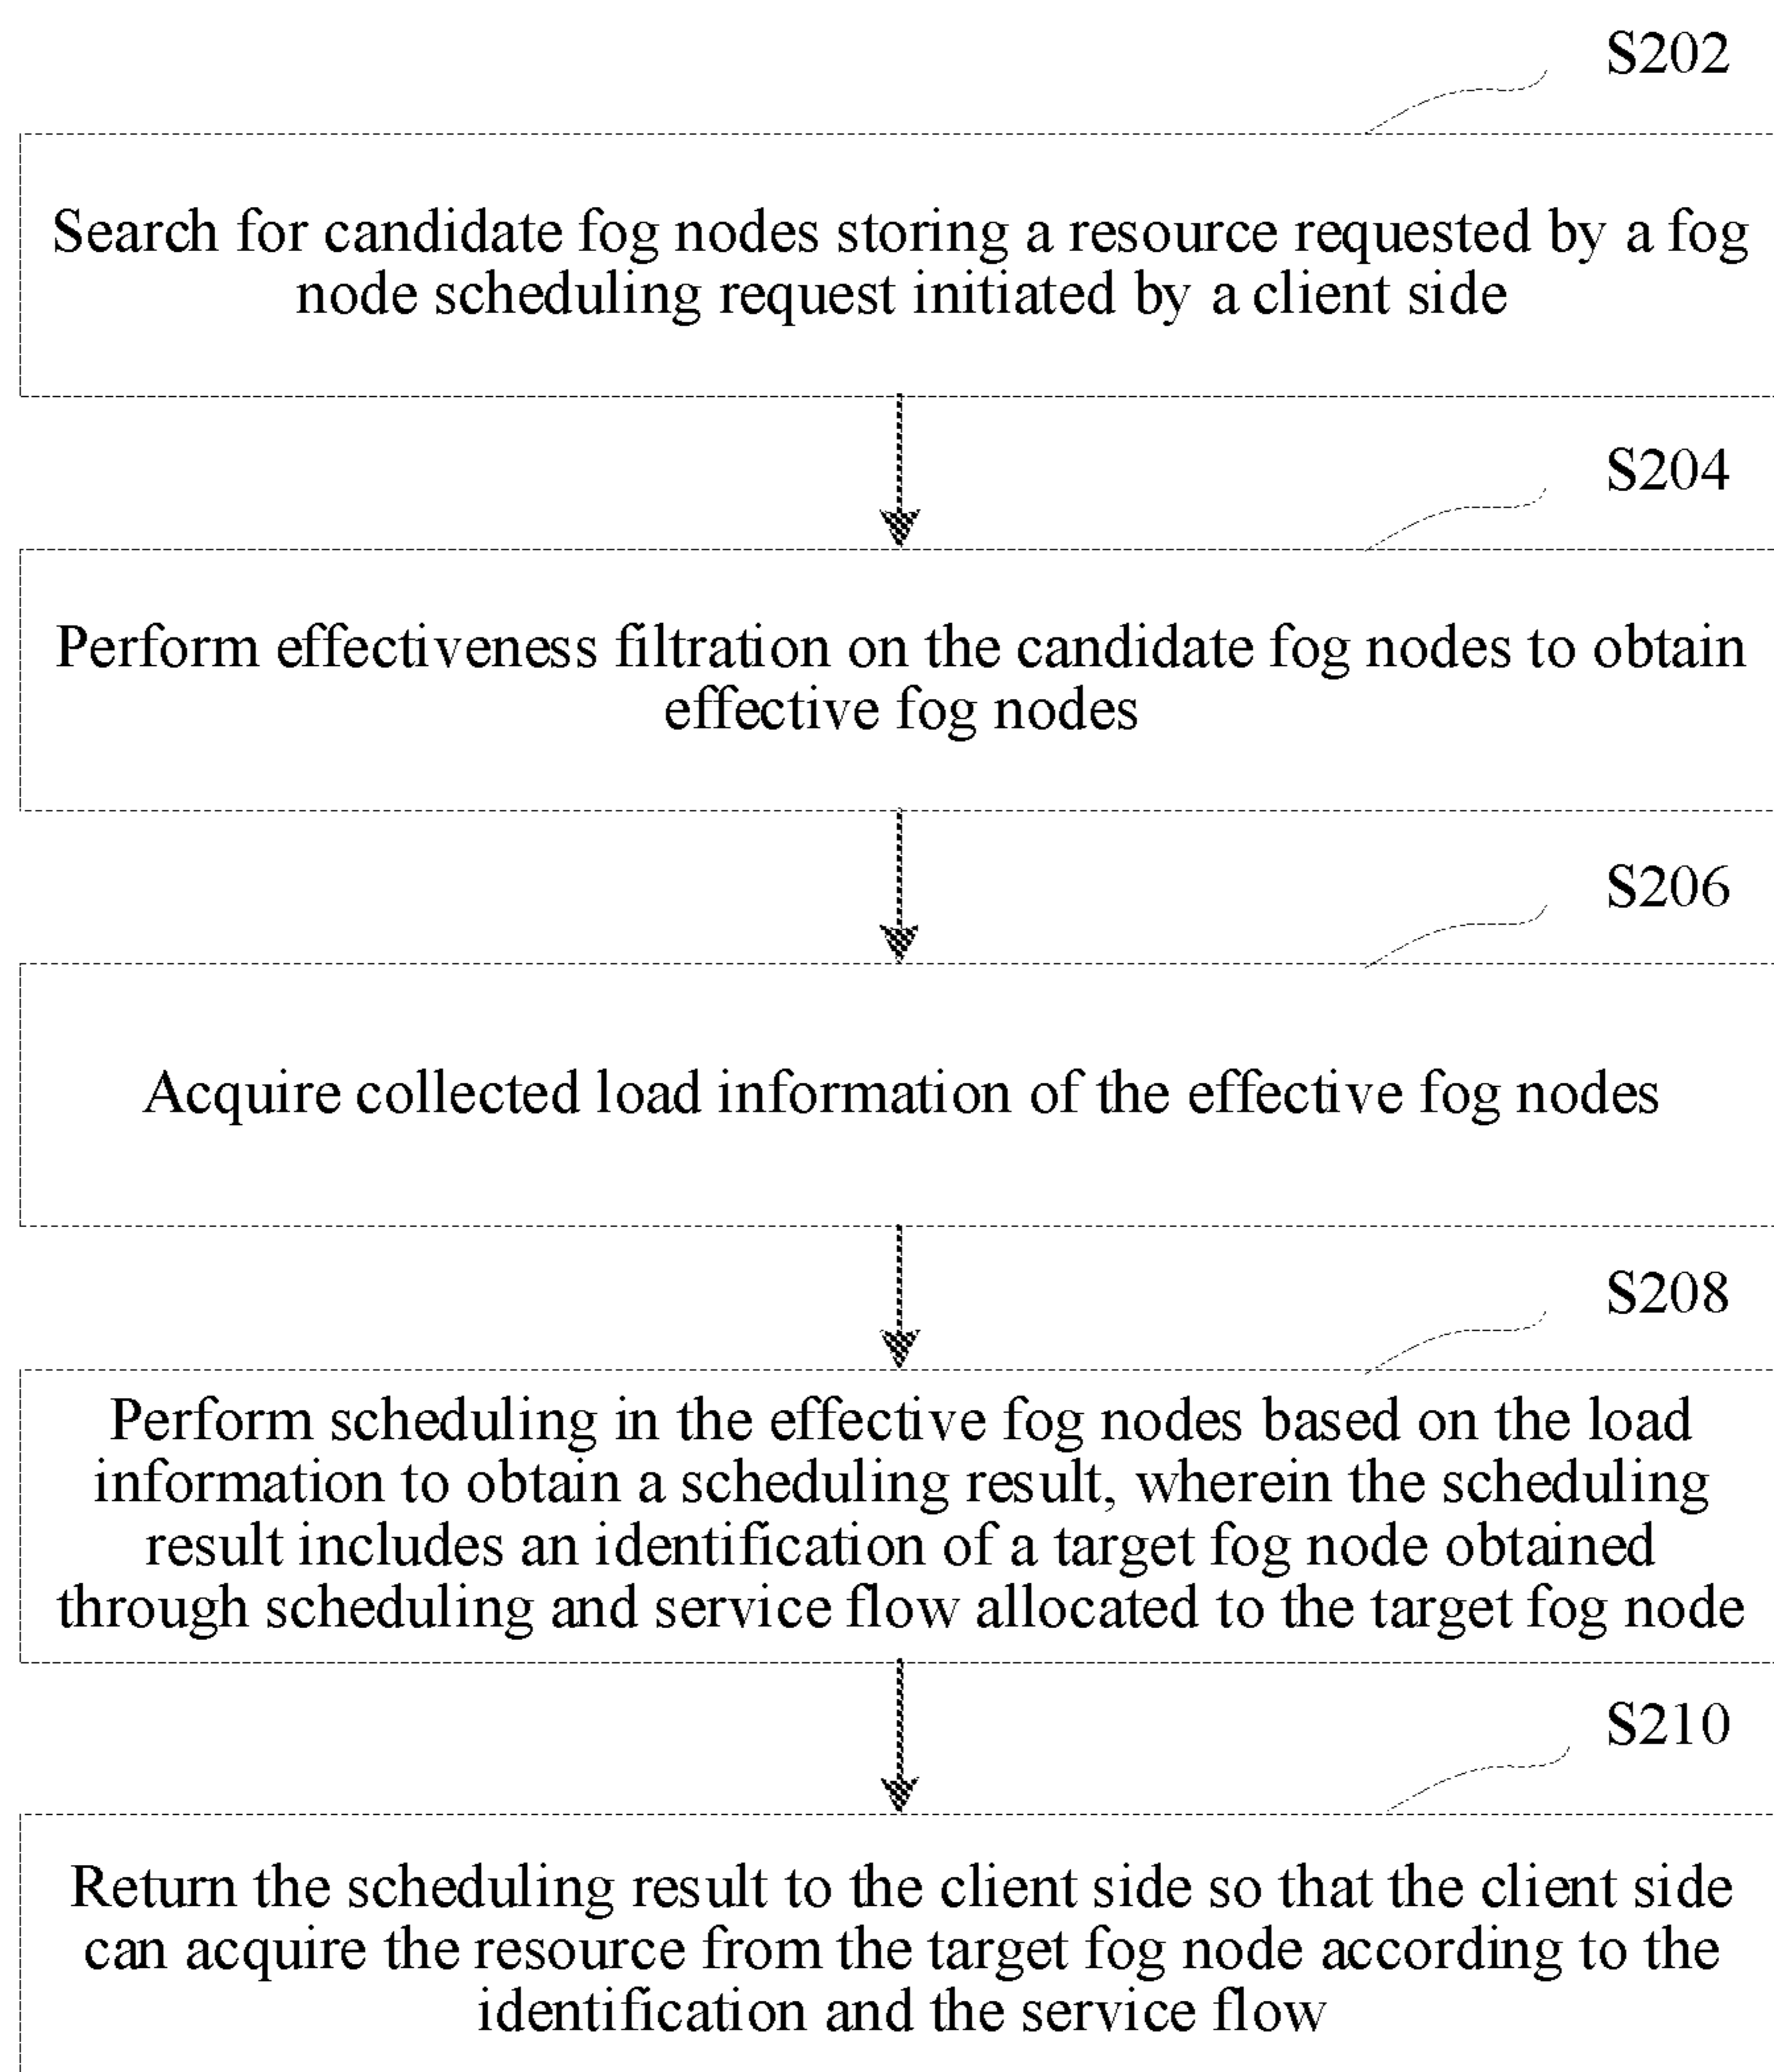 S202
Search for candidate fog nodes storing a resource requested by a fog
node scheduling request initiated by a client side
S204
Perform effectiveness filtration on the candidate fog nodes to obtain
effective fog nodes
S206
Acquire collected load information of the effective fog nodes
S208
Perform scheduling in the effective fog nodes based on the load
information to obtain a scheduling result, wherein the scheduling
result includes an identification of a target fog node obtained
through scheduling and service flow allocated to the target fog node
S210
Return the scheduling result to the client side so that the client side
can acquire the resource from the target fog node according to the
identification and the service flow